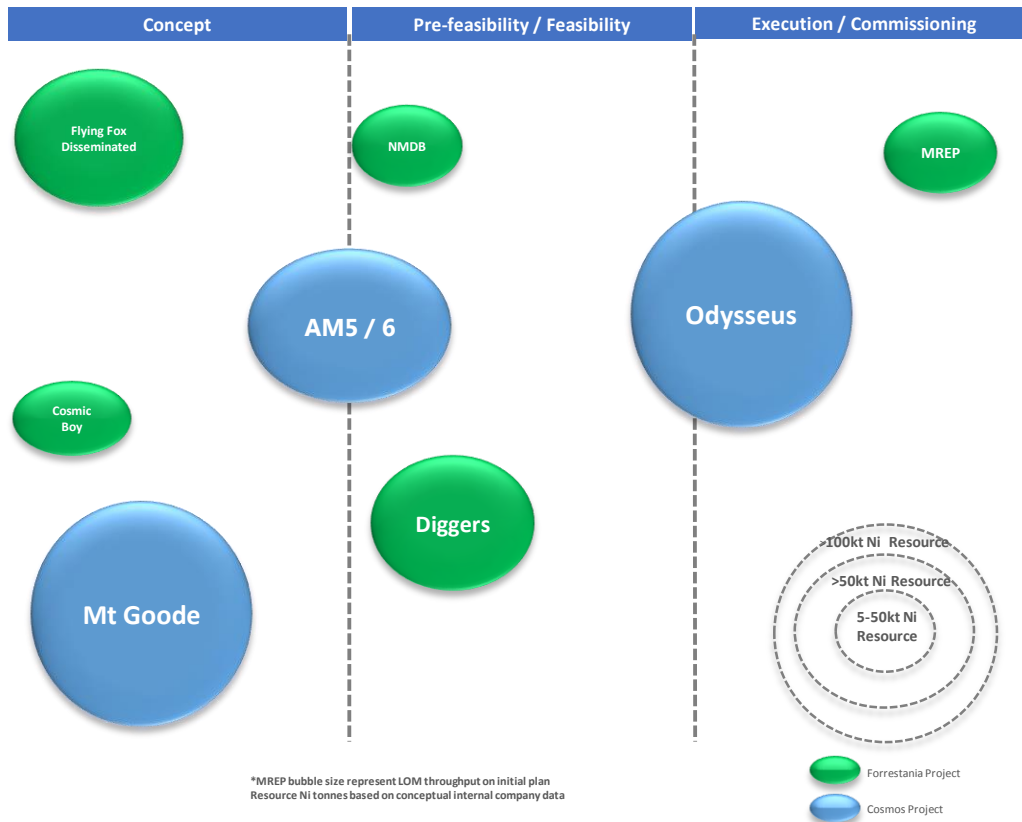 Concept
Pre-feasibility / Feasibility
Execution / Commissioning
Flying Fox
Disseminated
NMDB
MREP
AM5 / 6
Odysseus
Cosmic
Boy
Diggers
Mt Goode
>100kt Ni Resource
>50kt Ni Resource
5-50kt Ni
Resource
*MREP bubble size represent LOM throughput on initial plan
Resource Ni tonnes based on conceptual internal company data
Forrestania Project
Cosmos Project